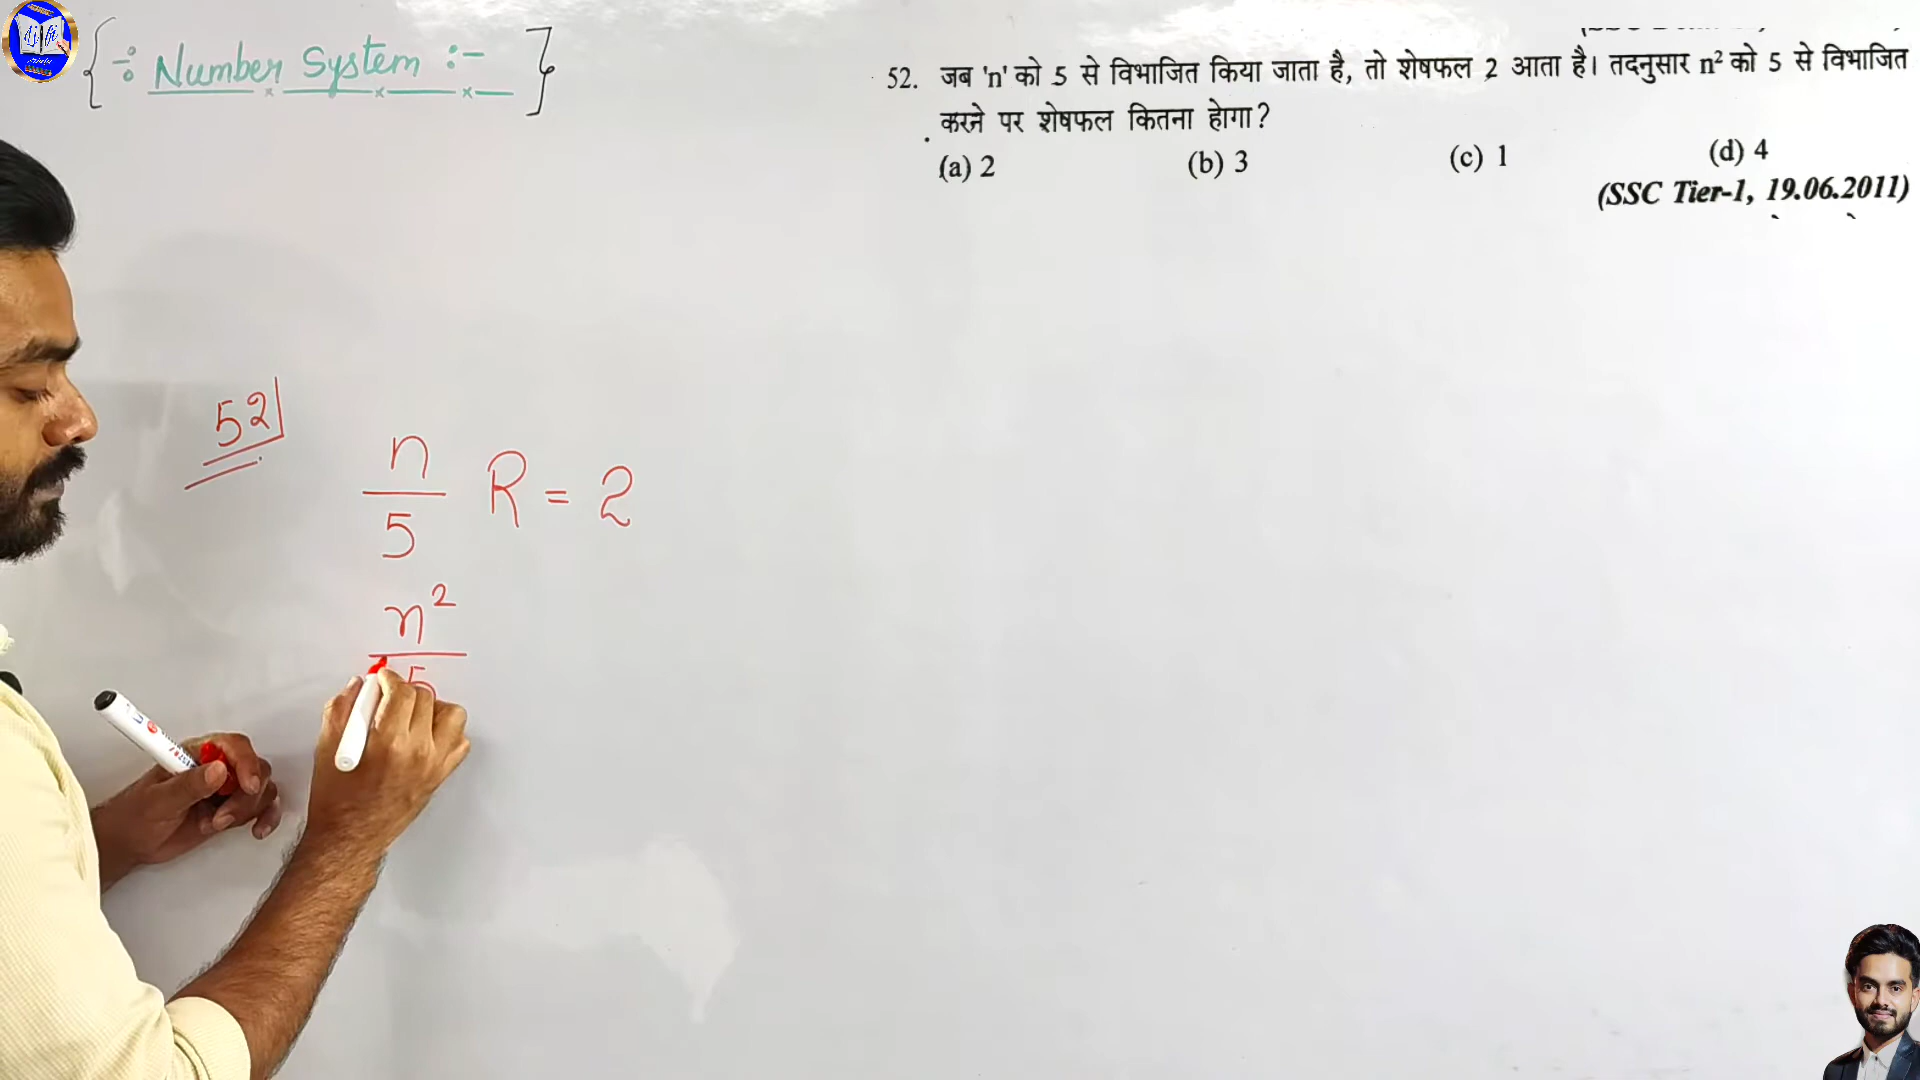 ÷ Number System :-
52. जब 'n' को 5 से विभाजित किया जाता है, तो शेषफल 2 आता है। तदनुसार n² को 5 से विभाजित
करने पर शेषफल कितना होगा?
(a) 2 (b) 3 (c) 1 (d) 4
(SSC Tier-1, 19.06.2011)
52
n/5 R = 2
n²/5